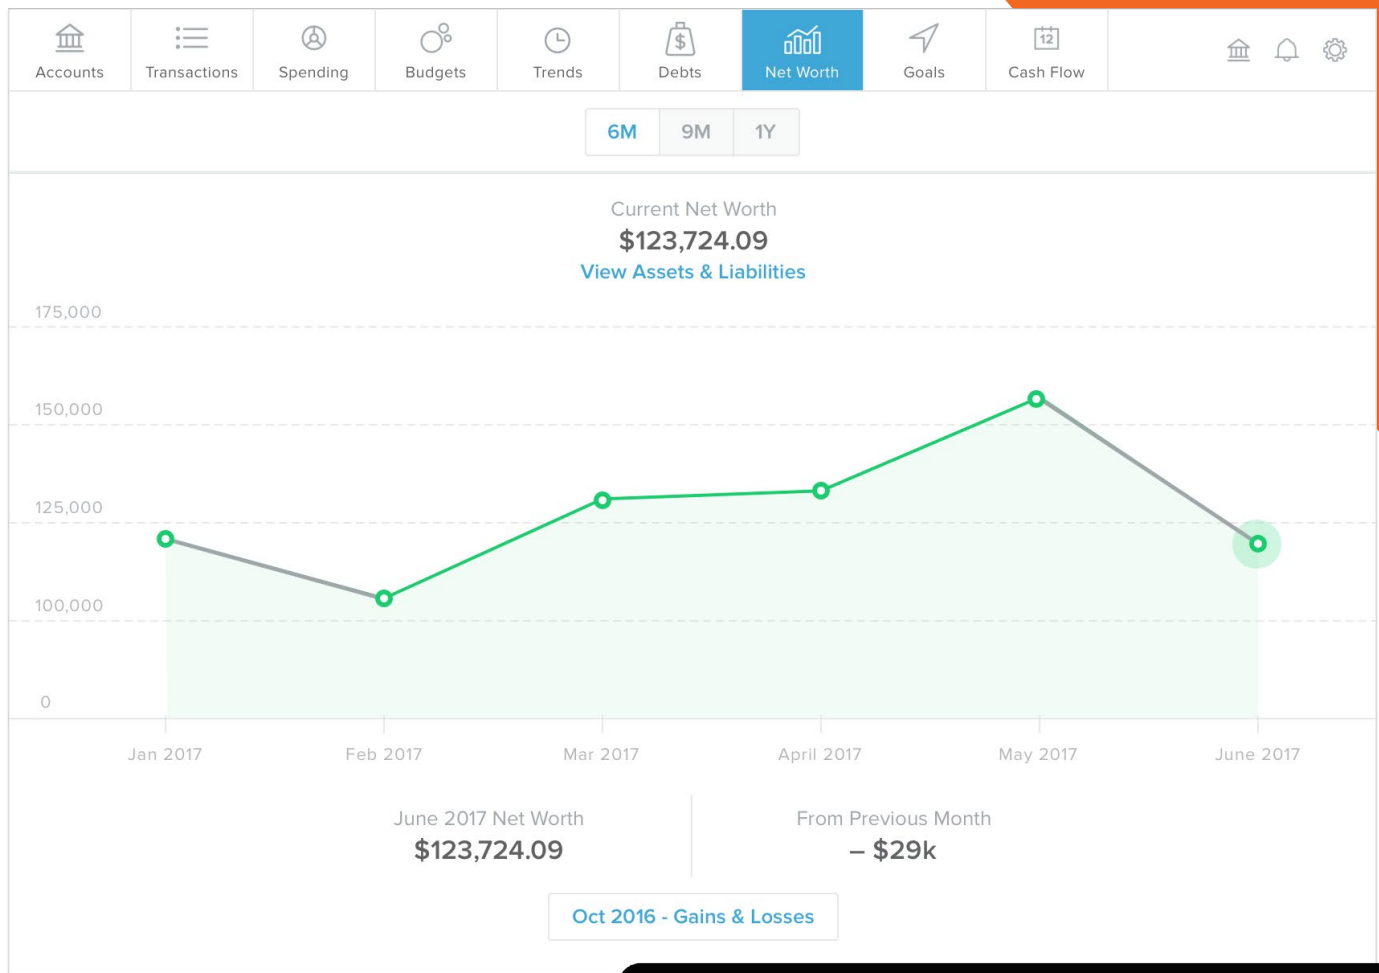 Accounts
Transactions
Spending
Budgets
Trends
$
Debts
Net Worth
Goals
12
Cash Flow
6M
9M
1Y
Current Net Worth
$123,724.09
View Assets & Liabilities
175,000
150,000
125,000
100,000
0
Jan 2017
Feb 2017
Mar 2017
April 2017
May 2017
June 2017
June 2017 Net Worth
$123,724.09
From Previous Month
– $29k
Oct 2016 - Gains & Losses